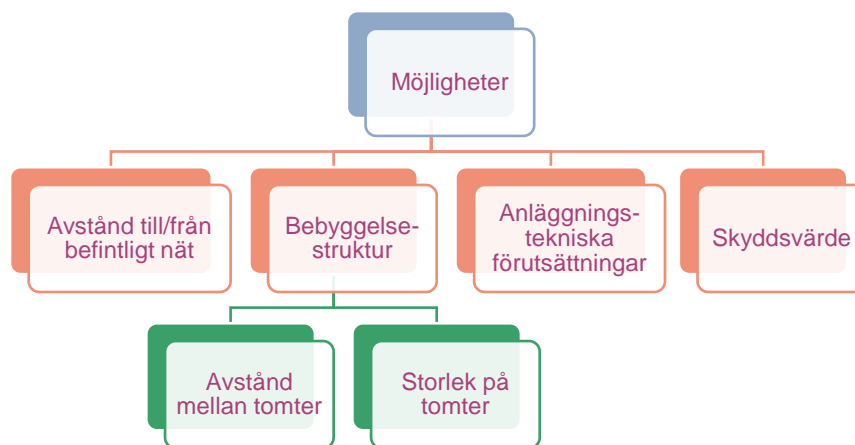 Möjligheter
Avstånd till/från
befintligt nät
Bebyggelse-
struktur
Anläggnings-
tekniska
förutsättningar
Skyddsvärde
Avstånd
mellan tomter
Storlek på
tomter